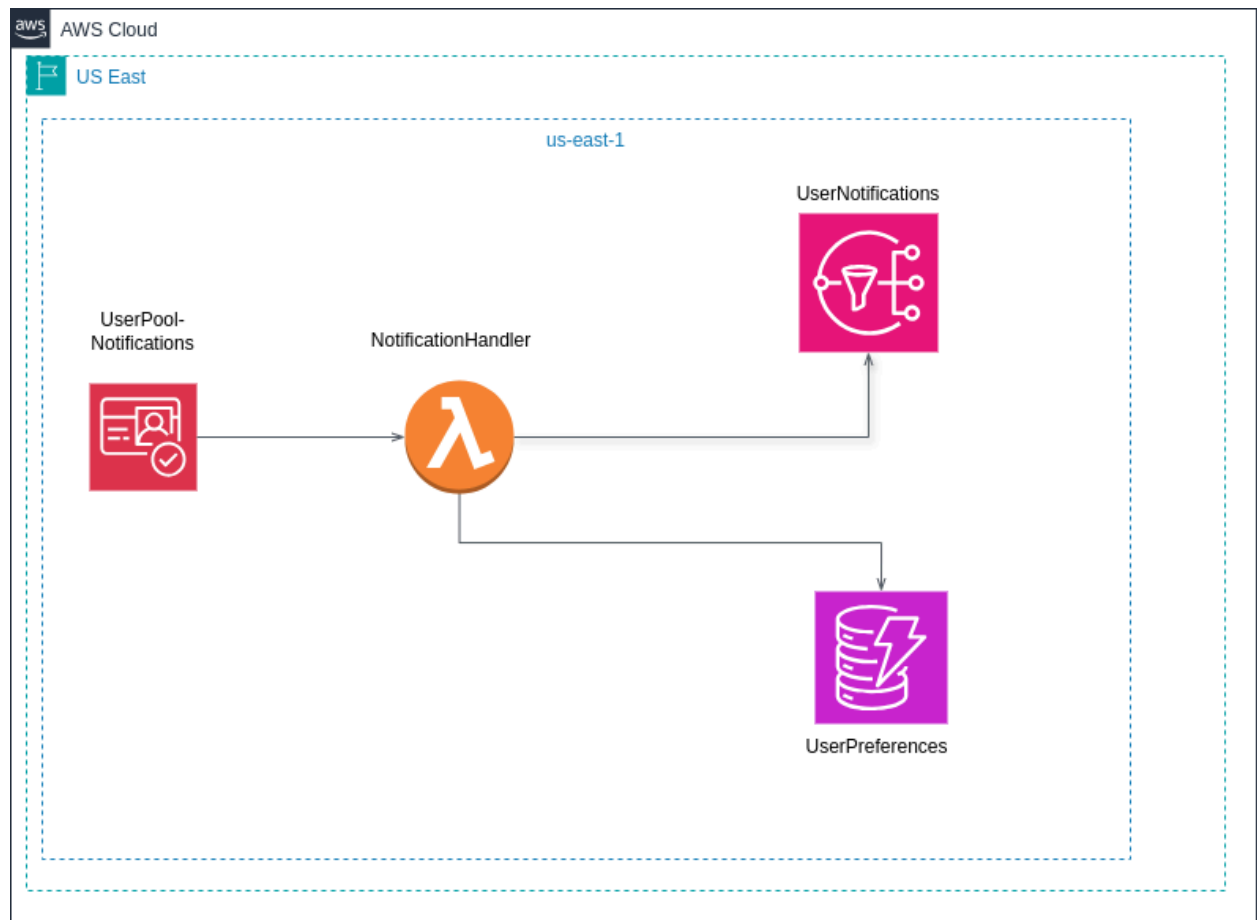 aws
AWS Cloud
US East
us-east-1
UserNotifications
UserPool-
Notifications
NotificationHandler
λ
UserPreferences